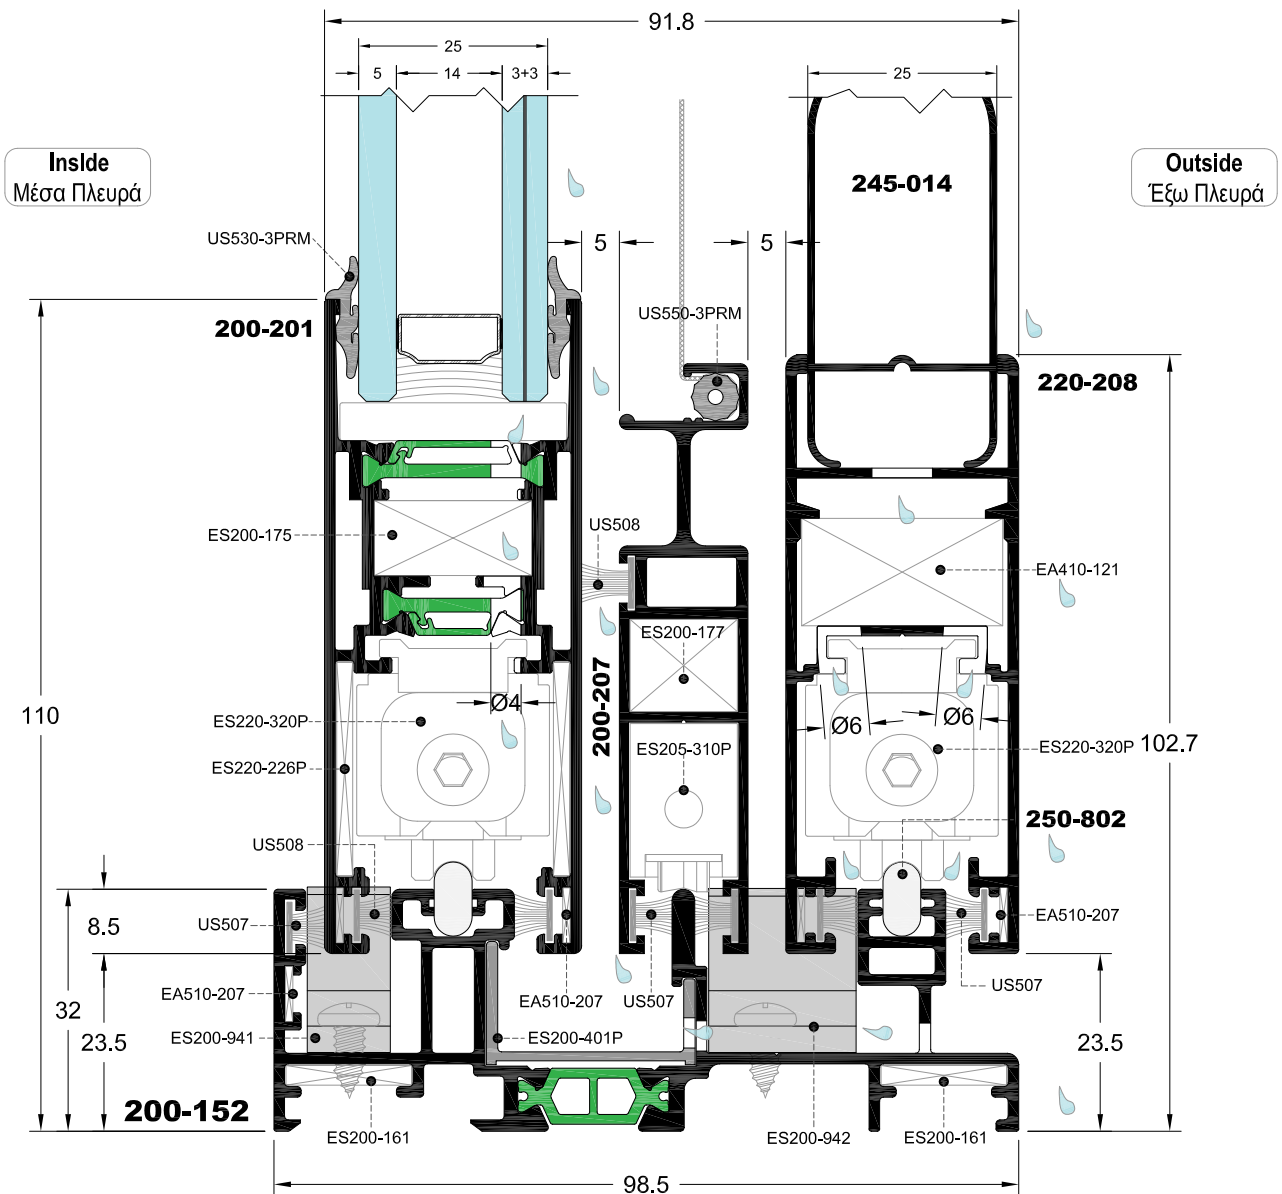 91.8
25
5
14
3+3
25
Inside
Μέσα Πλευρά
Outside
Έξω Πλευρά
245-014
US530-3PRM
5
5
US550-3PRM
200-201
220-208
ES200-175
US508
EA410-121
ES200-177
200-207
110
Ø4
Ø6
Ø6
ES220-320P
ES205-310P
ES220-320P
102.7
ES220-226P
250-802
US508
8.5
US507
EA510-207
EA510-207
EA510-207
US507
US507
32
23.5
ES200-941
ES200-401P
23.5
200-152
ES200-161
ES200-942
ES200-161
98.5